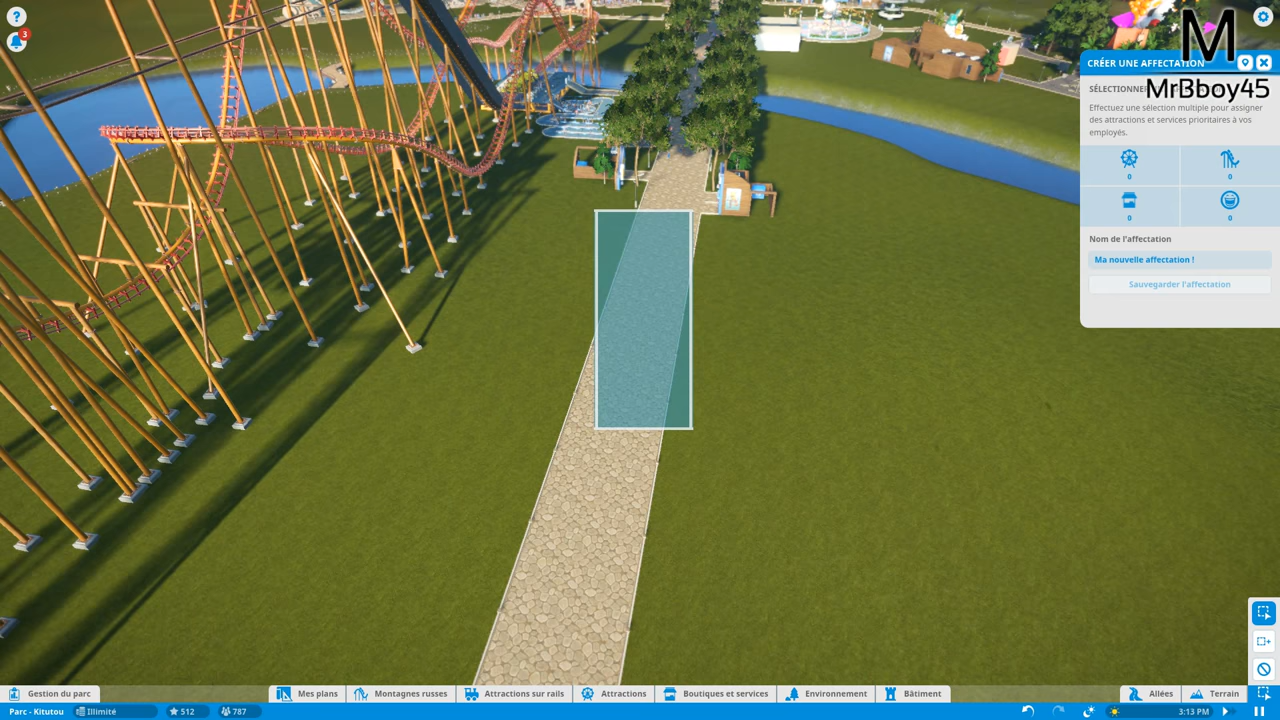 ?
3
M
CRÉER UNE AFFECTATION
MrBboy45
Effectuez une sélection multiple pour assigner
des attractions et services prioritaires à vos
employés.
0
0
0
0
Nom de l'affectation
Ma nouvelle affectation !
Sauvegarder l'affectation
Gestion du parc
Mes plans
Montagnes russes
Attractions sur rails
Attractions
Boutiques et services
Environnement
Bâtiment
Allées
Terrain
Parc - Kitutou
Illimité
512
787
3:13 PM